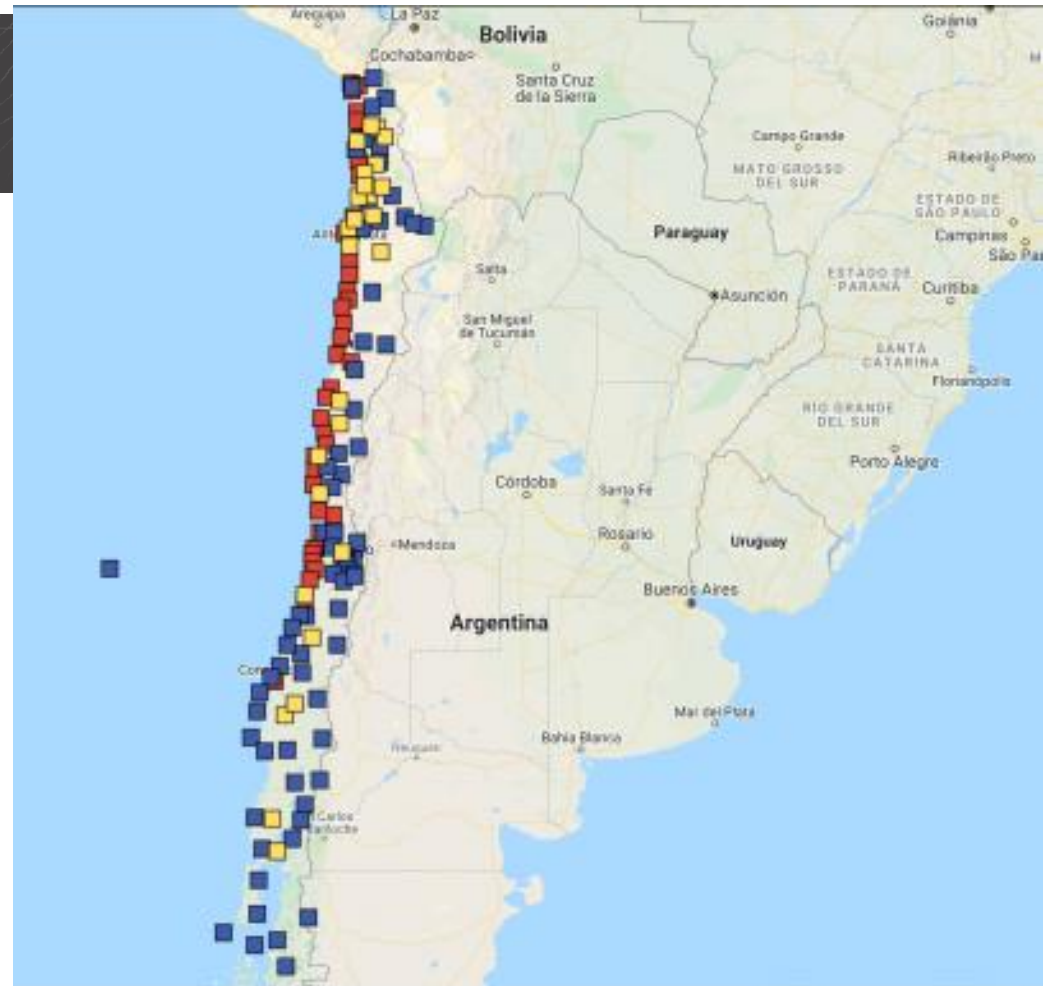 Arequipa
La Paz
Goiânia
Bolivia
Cochabamba
Santa Cruz
de la Sierra
Campo Grande
Ribeirão Preto
MATO GROSSO
DEL SUR
ESTADO DE
SÃO PAULO
Paraguay
Campinas
São Pa
Salta
ESTADO DE
PARANÁ
Curitiba
Asunción
San Miguel
de Tucumán
SANTA
CATARINA
Florianópolis
RIO GRANDE
DEL SUR
Porto Alegre
Córdoba
Santa Fe
Rosario
Uruguay
Mendoza
Buenos Aires
Argentina
Con
Mar del Plata
Bahía Blanca
Neuquén
Carlos